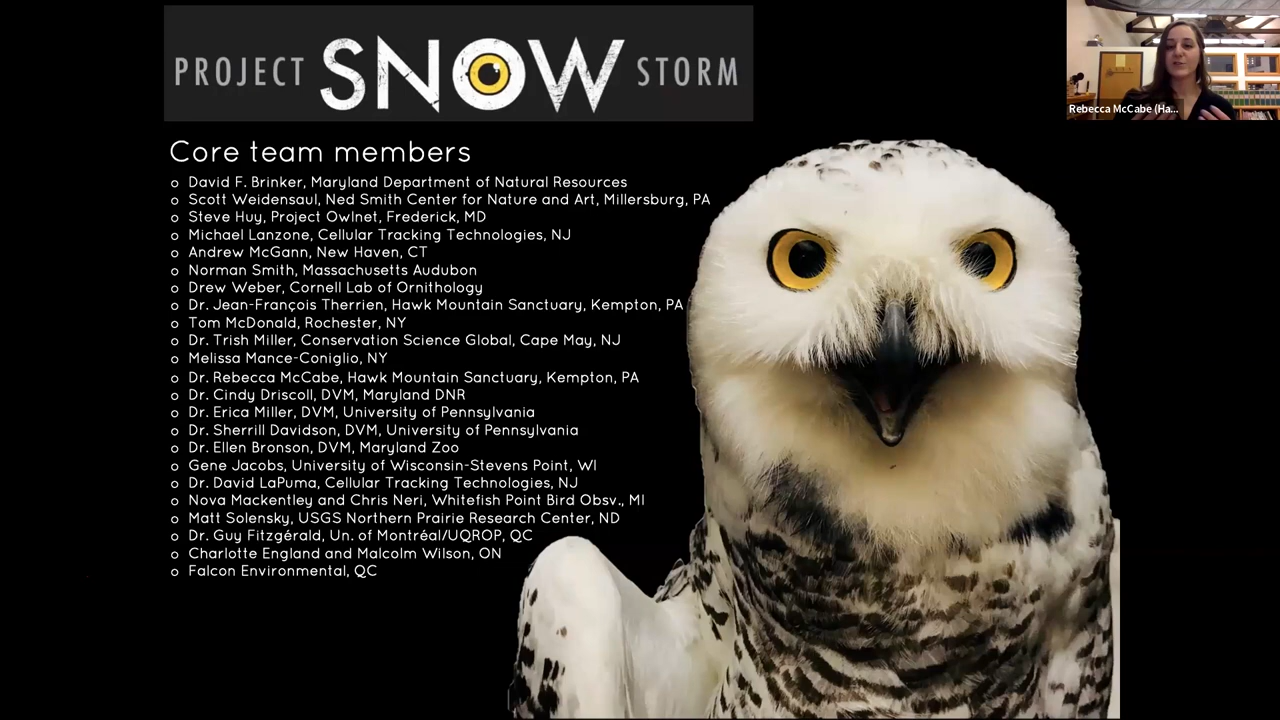 PROJECT SNOW STORM
Rebecca McCabe (Ha...
Core team members
o David F. Brinker, Maryland Department of Natural Resources
o Scott Weidensaul, Ned Smith Center for Nature and Art, Millersburg, PA
o Steve Huy, Project Owlnet, Frederick, MD
o Michael Lanzone, Cellular Tracking Technologies, NJ
o Andrew McGann, New Haven, CT
o Norman Smith, Massachusetts Audubon
o Drew Weber, Cornell Lab of Ornithology
o Dr. Jean-François Therrien, Hawk Mountain Sanctuary, Kempton, PA
o Tom McDonald, Rochester, NY
o Dr. Trish Miller, Conservation Science Global, Cape May, NJ
o Melissa Mance-Coniglio, NY
o Dr. Rebecca McCabe, Hawk Mountain Sanctuary, Kempton, PA
o Dr. Cindy Driscoll, DVM, Maryland DNR
o Dr. Erica Miller, DVM, University of Pennsylvania
o Dr. Sherrill Davidson, DVM, University of Pennsylvania
o Dr. Ellen Bronson, DVM, Maryland Zoo
o Gene Jacobs, University of Wisconsin-Stevens Point, WI
o Dr. David LaPuma, Cellular Tracking Technologies, NJ
o Nova Mackentley and Chris Neri, Whitefish Point Bird Obsv., MI
o Matt Solensky, USGS Northern Prairie Research Center, ND
o Dr. Guy Fitzgérald, Un. of Montréal/UQROP, QC
o Charlotte England and Malcolm Wilson, ON
o Falcon Environmental, QC